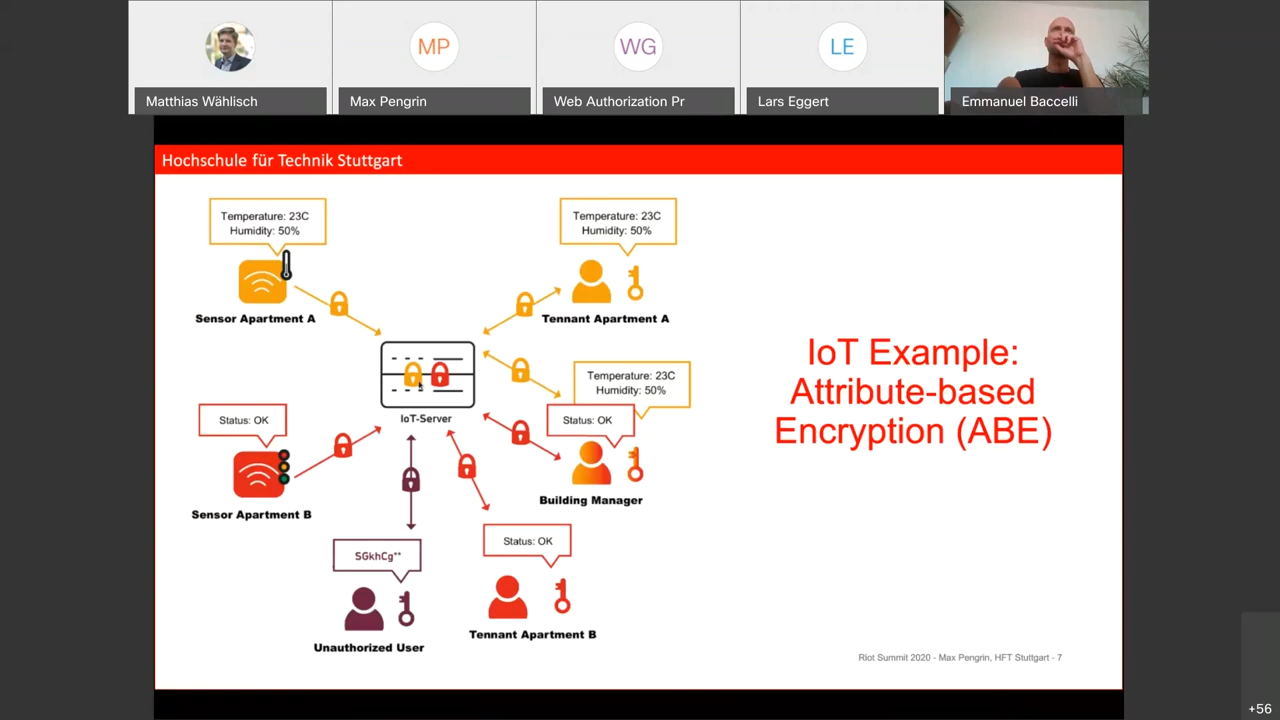 MP
WG
LE
Matthias Wählisch
Max Pengrin
Web Authorization Pr
Lars Eggert
Emmanuel Baccelli
Hochschule für Technik Stuttgart
Temperature: 23C
Humidity: 50%
Temperature: 23C
Humidity: 50%
Sensor Apartment A
Tennant Apartment A
IoT Example:
Attribute-based
Encryption (ABE)
Temperature: 23C
Humidity: 50%
Status: OK
IoT-Server
Status: OK
Sensor Apartment B
Building Manager
Status: OK
SGkhCg**
Tennant Apartment B
Unauthorized User
Riot Summit 2020 - Max Pengrin, HFT Stuttgart - 7
+56